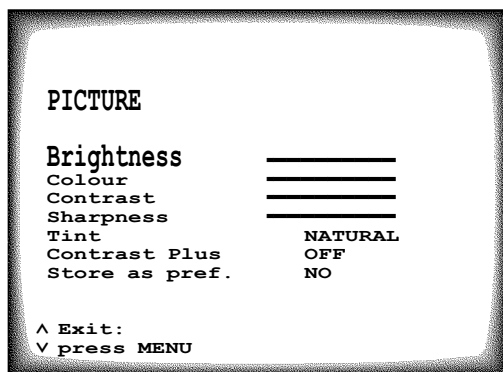 PICTURE
Brightness
Colour
Contrast
Sharpness
Tint NATURAL
Contrast Plus OFF
Store as pref. NO
∧ Exit:
∨ press MENU